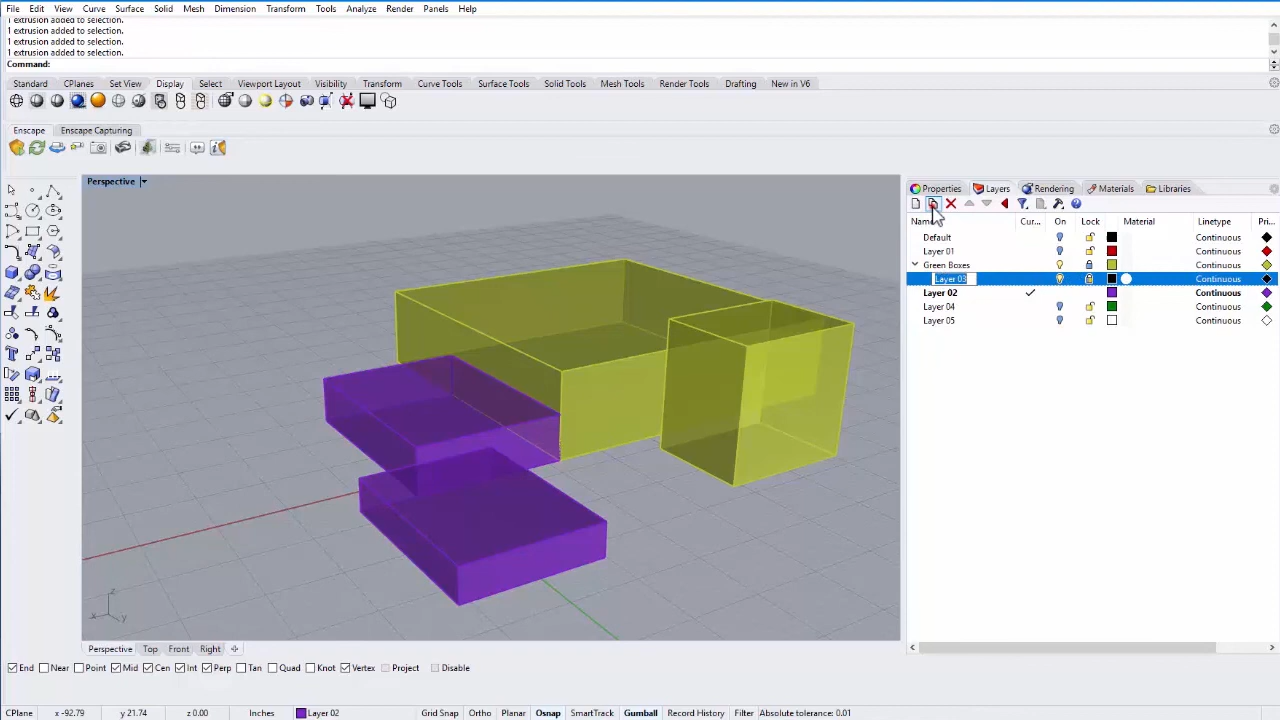 File Edit View Curve Surface Solid Mesh Dimension Transform Tools Analyze Render Panels Help
1 extrusion added to selection.
1 extrusion added to selection.
1 extrusion added to selection.
1 extrusion added to selection.
Command:
Standard CPlanes Set View Display Select Viewport Layout Visibility Transform Curve Tools Surface Tools Solid Tools Mesh Tools Render Tools Drafting New in V6
Enscape Enscape Capturing
Perspective
Properties Layers Rendering Materials Libraries
Cur... On Lock Material Linetype Pri...
Default Continuous
Layer 01 Continuous
Green Boxes Continuous
Layer 03 Continuous
Layer 02 Continuous
Layer 04 Continuous
Layer 05 Continuous
z
x y
Perspective Top Front Right
End Near Point Mid Cen Int Perp Tan Quad Knot Vertex Project Disable
CPlane x -92.79 y 21.74 z 0.00 Inches Layer 02 Grid Snap Ortho Planar Osnap SmartTrack Gumball Record History Filter Absolute tolerance: 0.01